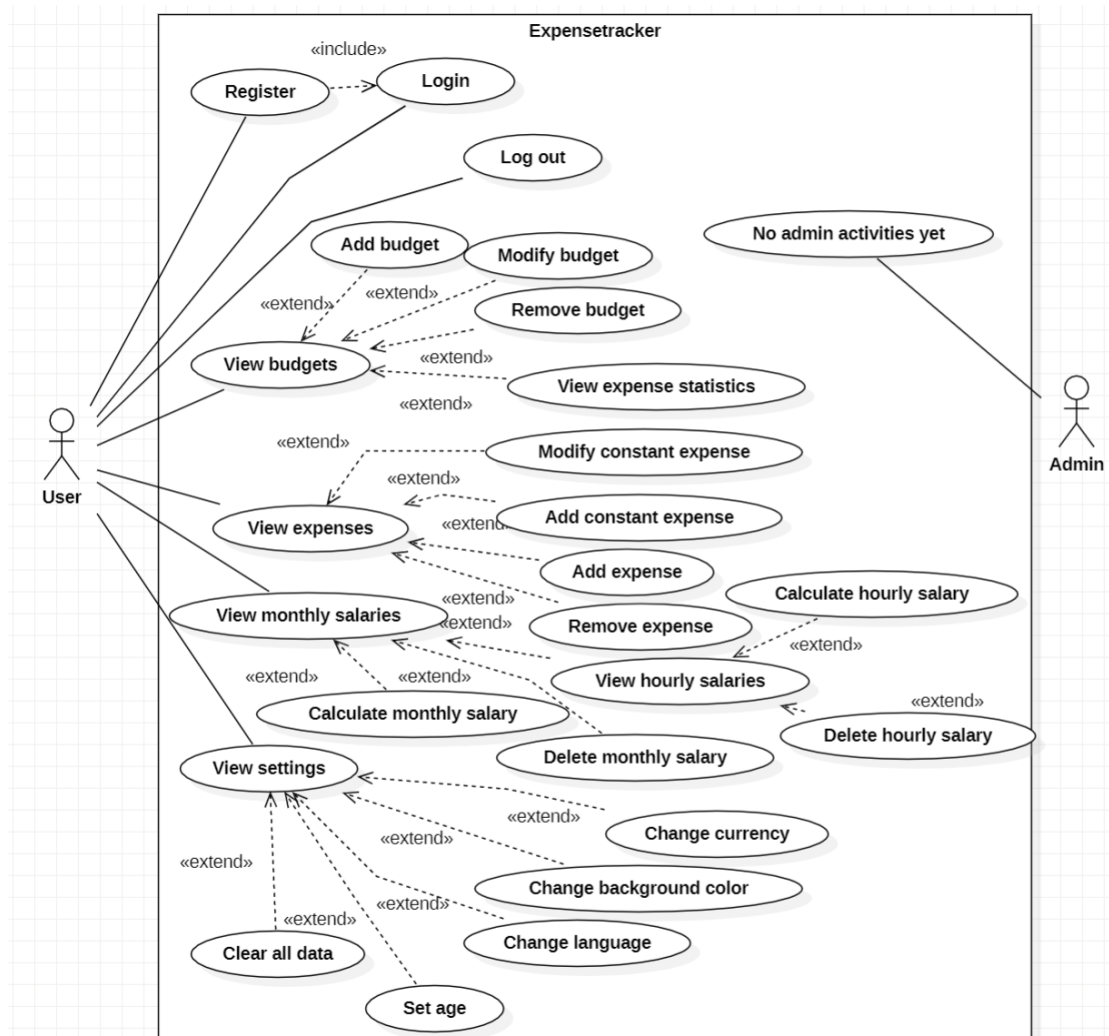 Expensetracker
«include»
Login
Register
Log out
No admin activities yet
Add budget
Modify budget
«extend»
«extend»
Remove budget
View budgets
«extend»
View expense statistics
«extend»
«extend»
Modify constant expense
User
Admin
«extend»
Add constant expense
View expenses
«extend»
Add expense
Calculate hourly salary
«extend»
View monthly salaries
«extend»
Remove expense
«extend»
«extend»
«extend»
View hourly salaries
«extend»
Calculate monthly salary
Delete hourly salary
Delete monthly salary
View settings
«extend»
Change currency
«extend»
«extend»
Change background color
«extend»
«extend»
Change language
Clear all data
Set age